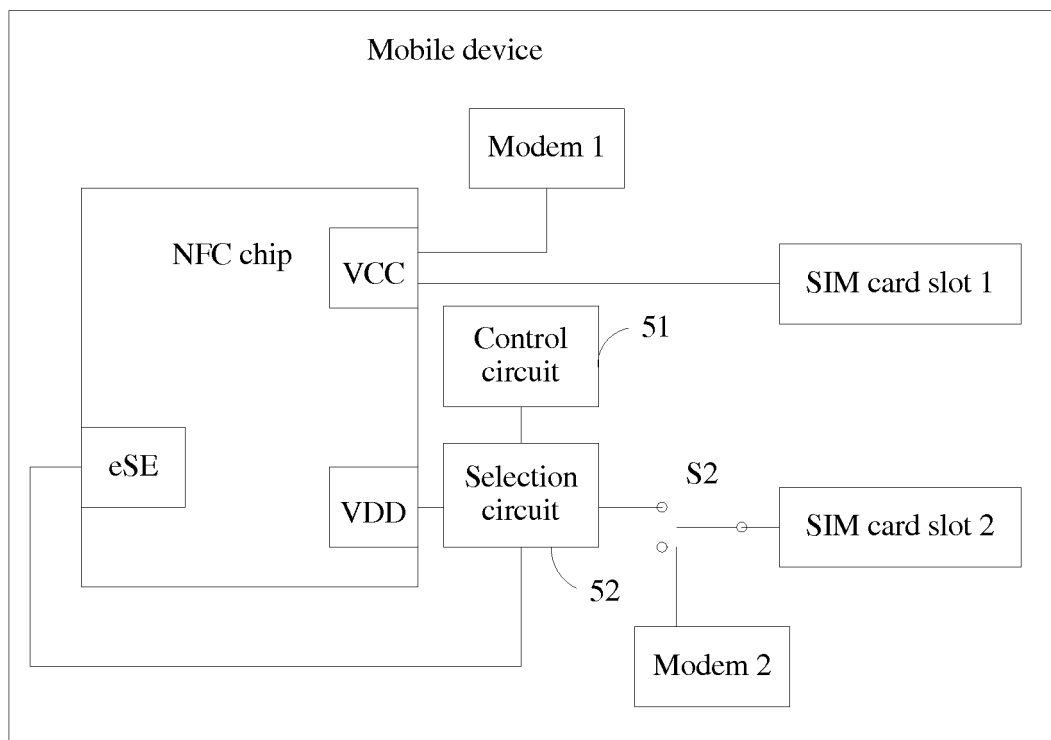 Mobile device
Modem 1
NFC chip
VCC
SIM card slot 1
Control
circuit
51
eSE
VDD
Selection
circuit
S2
SIM card slot 2
52
Modem 2